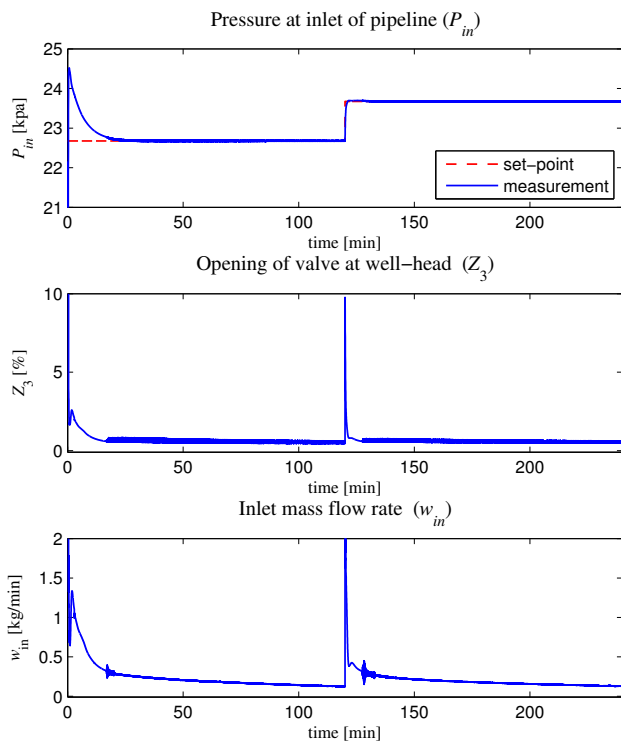 Pressure at inlet of pipeline (P_in)
25
24
23
22
21
P_in [kpa]
0 50 100 150 200
time [min]
set−point
measurement
Opening of valve at well−head (Z_3)
10
5
0
Z_3 [%]
0 50 100 150 200
time [min]
Inlet mass flow rate (w_in)
2
1.5
1
0.5
0
w_in [kg/min]
0 50 100 150 200
time [min]